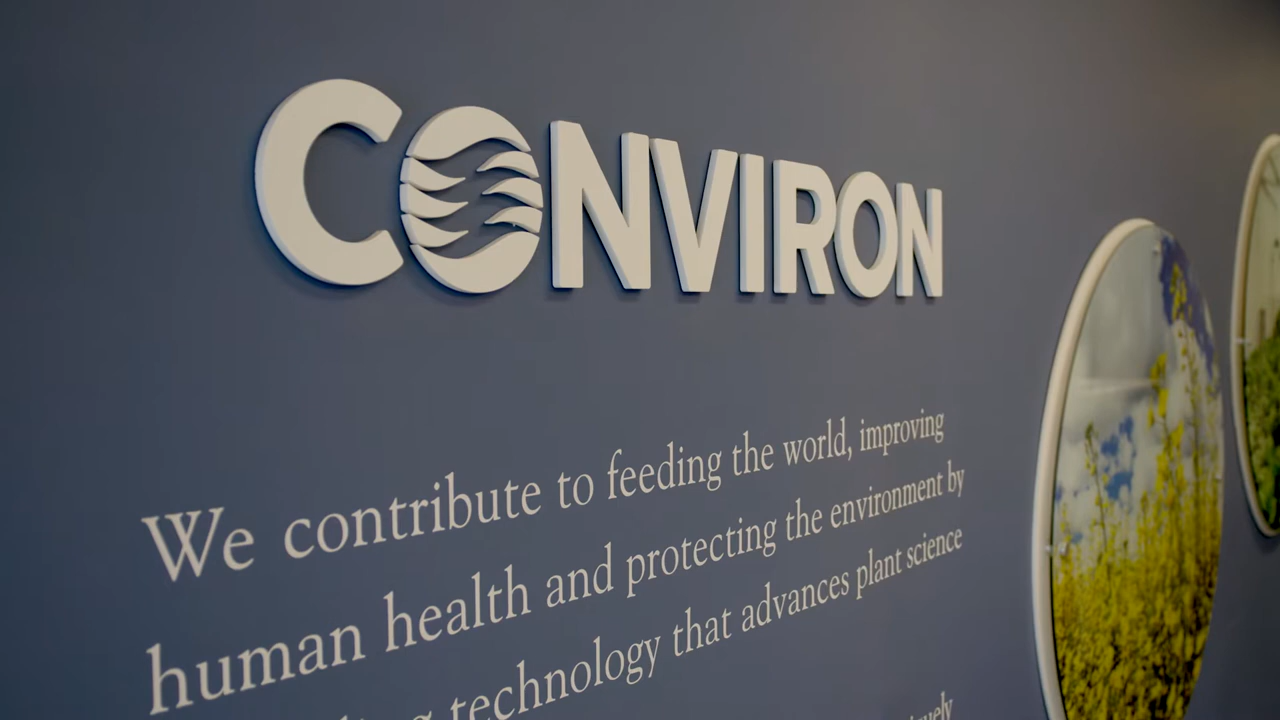 CONVIRON
We contribute to feeding the world, improving
human health and protecting the environment by
technology that advances plant science